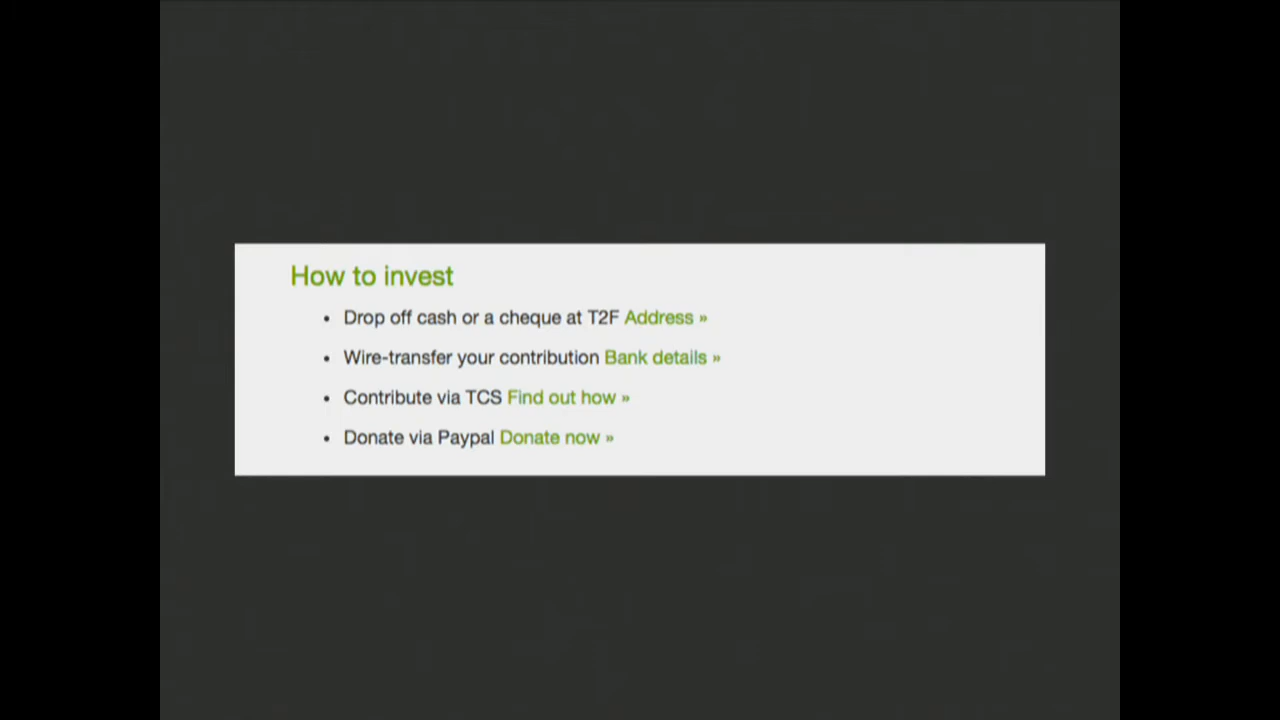 How to invest
• Drop off cash or a cheque at T2F Address »
• Wire-transfer your contribution Bank details »
• Contribute via TCS Find out how »
• Donate via Paypal Donate now »